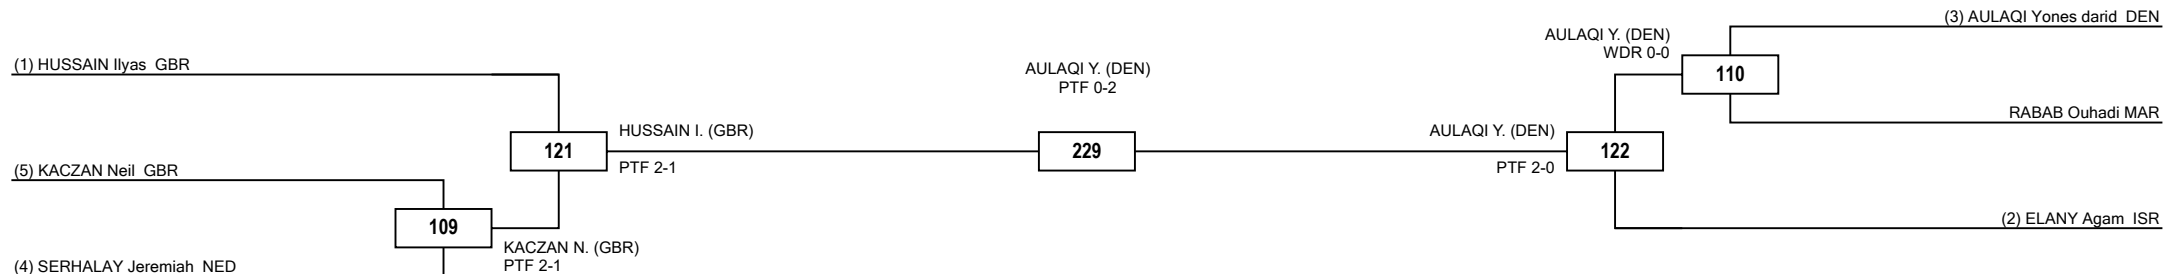 (3) AULAQI Yones darid DEN
AULAQI Y. (DEN)
WDR 0-0
(1) HUSSAIN Ilyas GBR
AULAQI Y. (DEN)
PTF 0-2
110
RABAB Ouhadi MAR
HUSSAIN I. (GBR)
AULAQI Y. (DEN)
121
229
122
PTF 2-1
PTF 2-0
(5) KACZAN Neil GBR
109
(2) ELANY Agam ISR
KACZAN N. (GBR)
PTF 2-1
(4) SERHALAY Jeremiah NED